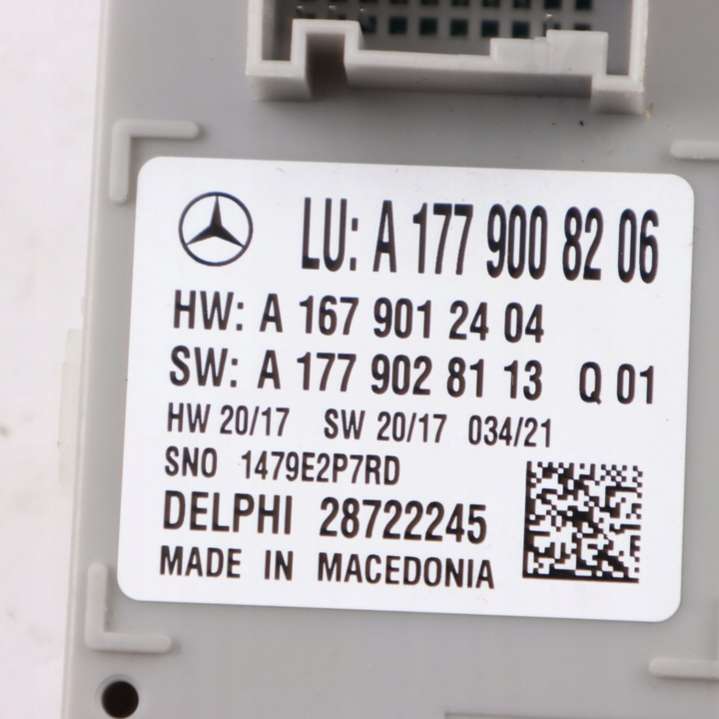 LU: A 177 900 82 06
HW: A 167 901 24 04
SW: A 177 902 81 13 Q 01
HW 20/17 SW 20/17 034/21
SNO 1479E2P7RD
DELPHI 28722245
MADE IN MACEDONIA